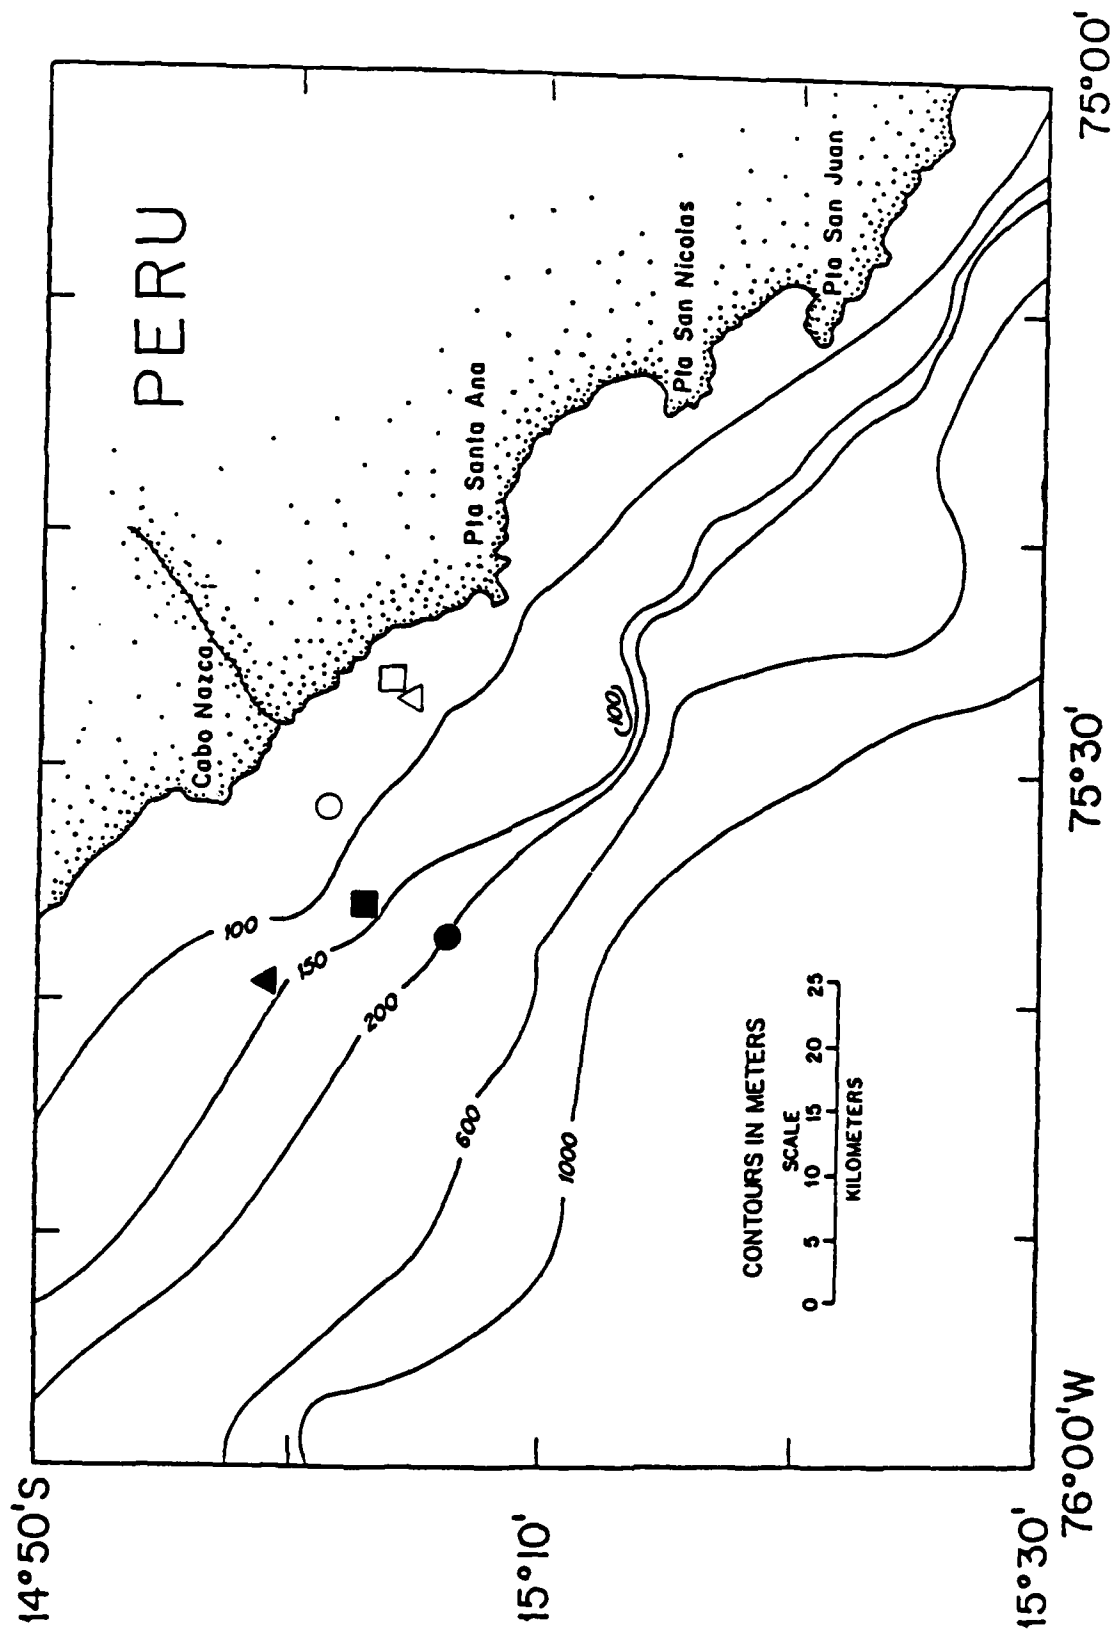 14°50'S
PERU
Cabo Nazca
Pta Santa Ana
100
150
200
Pta San Nicolas
15°10'
100
600
Pta San Juan
1000
CONTOURS IN METERS
SCALE
0 5 10 15 20 25
KILOMETERS
15°30'
76°00'W
75°30'
75°00'